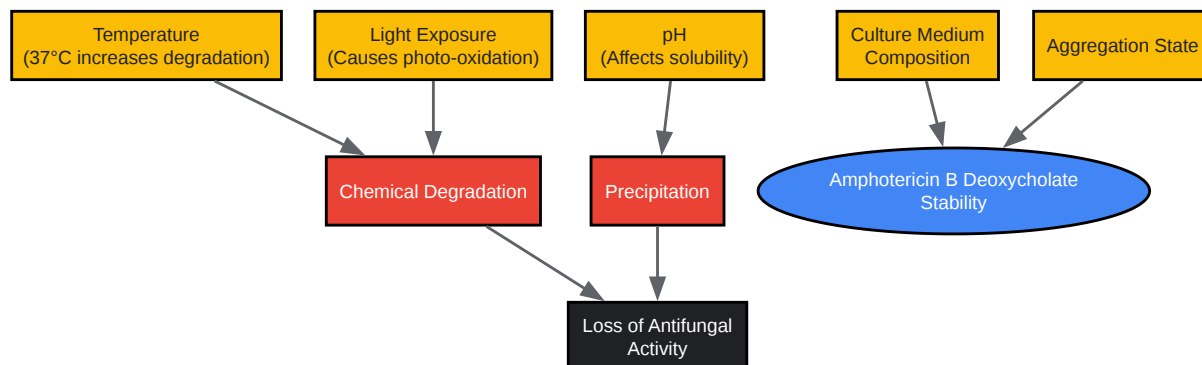 Temperature
(37°C increases degradation)
Light Exposure
(Causes photo-oxidation)
pH
(Affects solubility)
Culture Medium
Composition
Aggregation State
Chemical Degradation
Precipitation
Amphotericin B Deoxycholate
Stability
Loss of Antifungal
Activity